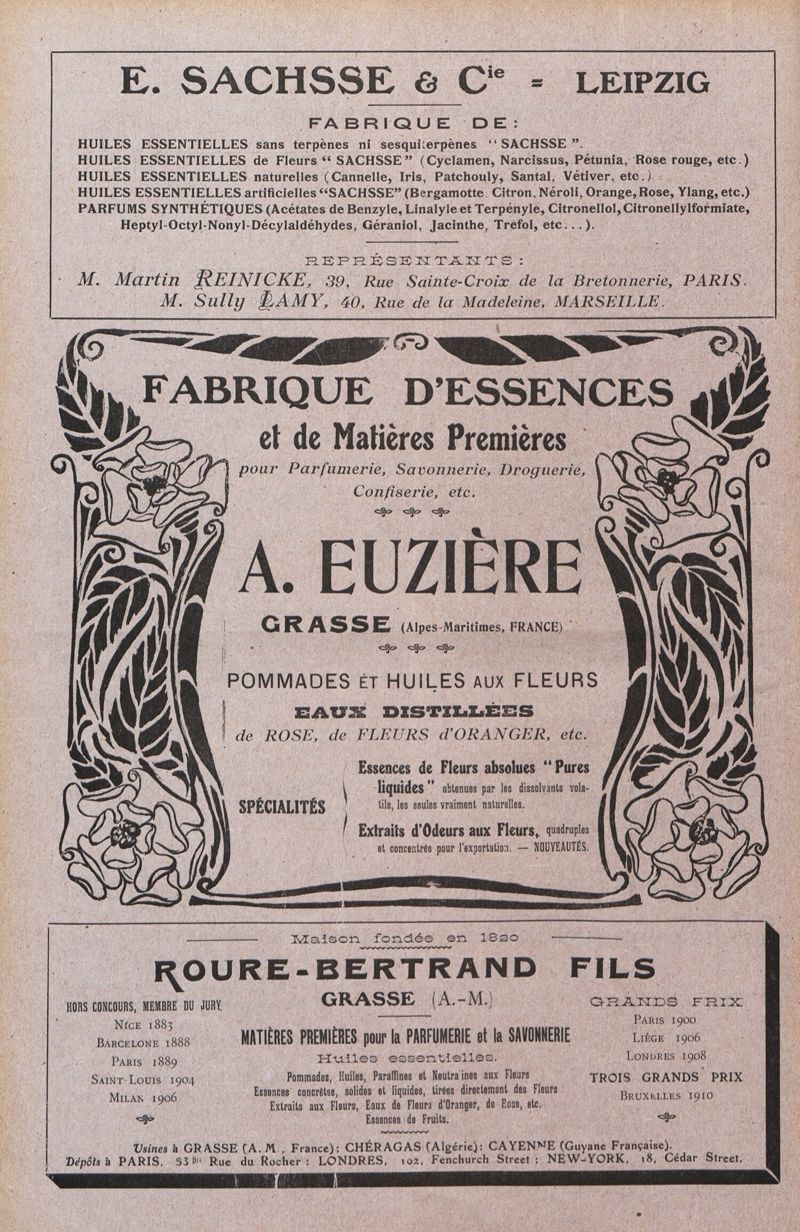 E. SACHSSE & Cie = LEIPZIG
FABRIQUE DE:
HUILES ESSENTIELLES sans terpènes ni sesquiterpènes "SACHSSE".
HUILES ESSENTIELLES de Fleurs "SACHSSE" (Cyclamen, Narcissus, Pétunia, Rose rouge, etc.)
HUILES ESSENTIELLES naturelles (Cannelle, Iris, Patchouly, Santal, Vétiver, etc.)
HUILES ESSENTIELLES artificielles "SACHSSE" (Bergamotte, Citron, Néroli, Orange, Rose, Ylang, etc.)
PARFUMS SYNTHÉTIQUES (Acétates de Benzyle, Linalyle et Terpényle, Citronellol, Citronellylformiate,
Heptyl-Octyl-Nonyl-Décylaldéhydes, Géraniol, Jacinthe, Trefol, etc...).
REPRÉSENTANTS:
M. Martin REINICKE, 39, Rue Sainte-Croix de la Bretonnerie, PARIS.
M. Sully LAMY, 40, Rue de la Madeleine, MARSEILLE.
FABRIQUE D'ESSENCES
et de Matières Premières
pour Parfumerie, Savonnerie, Droguerie,
Confiserie, etc.
A. EUZIÈRE
GRASSE (Alpes-Maritimes, FRANCE)
POMMADES ET HUILES AUX FLEURS
EAUX DISTILLÉES
de ROSE, de FLEURS d'ORANGER, etc.
SPÉCIALITÉS
Essences de Fleurs absolues "Pures
liquides" obtenues par les dissolvants vola-
tils, les seules vraiment naturelles.
Extraits d'Odeurs aux Fleurs, quadruples
et concentrés pour l'exportation. — NOUVEAUTÉS.
Maison fondée en 1820
ROURE-BERTRAND FILS
GRASSE (A.-M.)
HORS CONCOURS, MEMBRE DU JURY
NICE 1883
BARCELONE 1888
PARIS 1889
SAINT-LOUIS 1904
MILAN 1906
MATIÈRES PREMIÈRES pour la PARFUMERIE et la SAVONNERIE
Huiles essentielles.
Pommades, Huiles, Paraffines et Neutralines aux Fleurs
Essences concrètes, solides et liquides, tirées directement des Fleurs
Extraits aux Fleurs, Eaux de Fleurs d'Oranger, de Rose, etc.
Essences de Fruits.
GRANDS PRIX
PARIS 1900
LIÉGE 1906
LONDRES 1908
TROIS GRANDS PRIX
BRUXELLES 1910
Usines à GRASSE (A. M., France); CHÉRAGAS (Algérie); CAYENNE (Guyane Française).
Dépôts à PARIS, 53 bis Rue du Rocher; LONDRES, 102, Fenchurch Street; NEW-YORK, 18, Cédar Street.